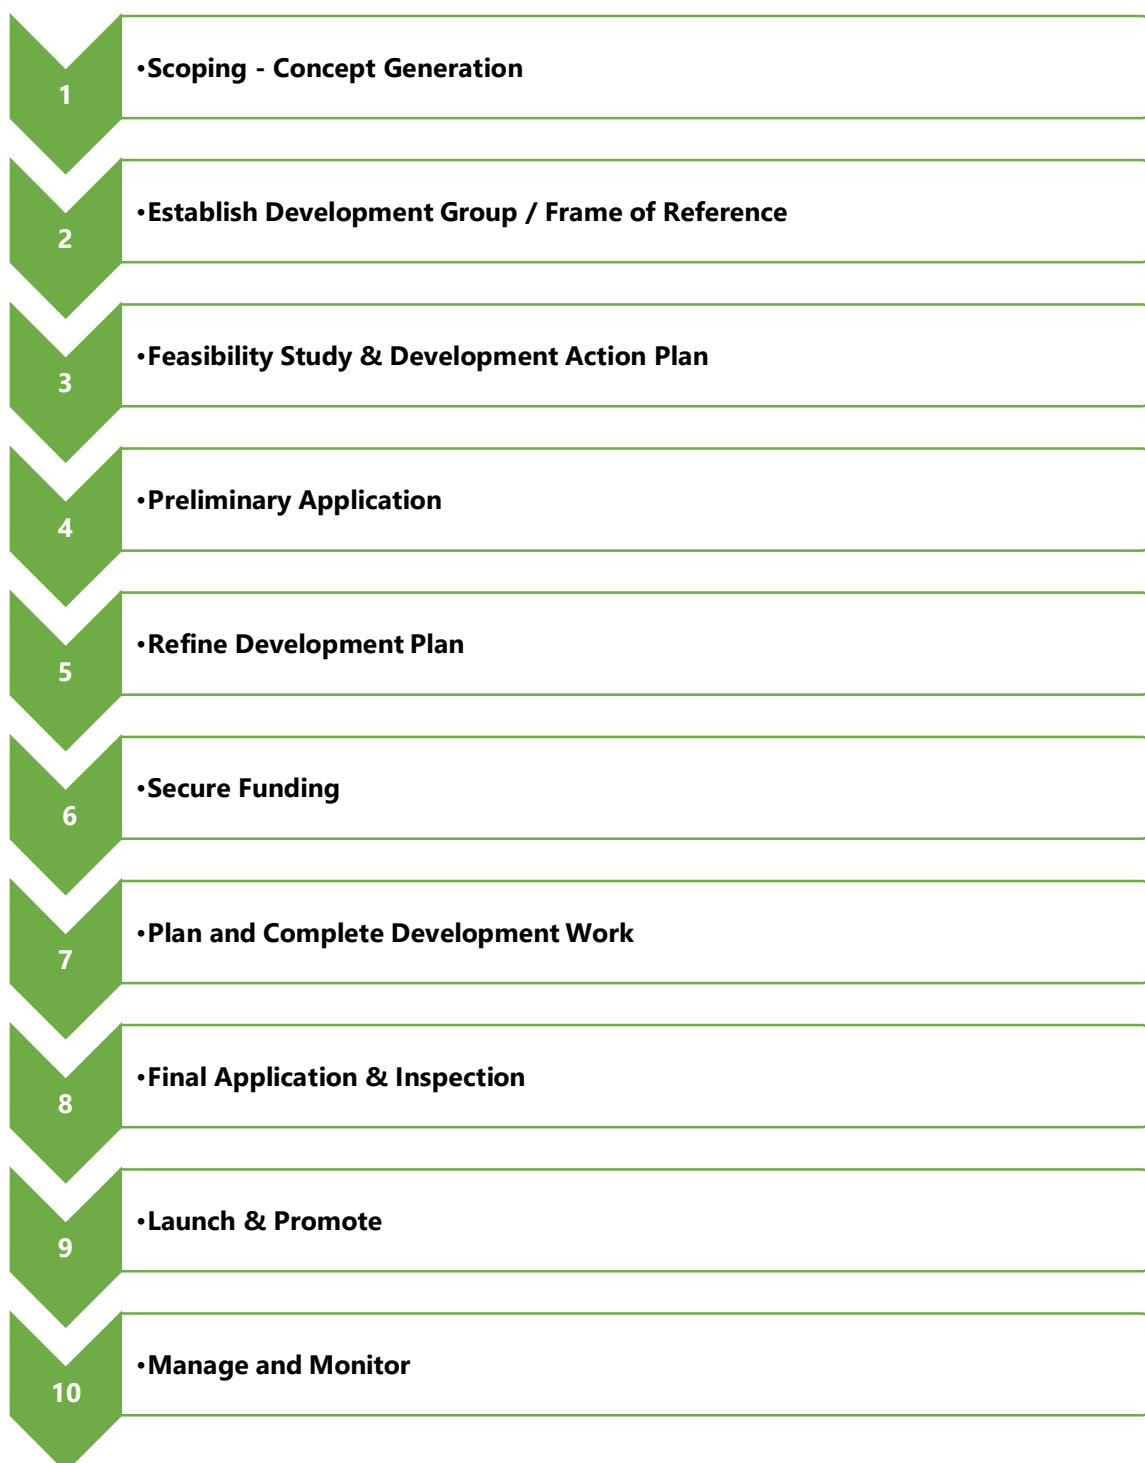 1
•Scoping - Concept Generation
2
•Establish Development Group / Frame of Reference
3
•Feasibility Study & Development Action Plan
4
•Preliminary Application
5
•Refine Development Plan
6
•Secure Funding
7
•Plan and Complete Development Work
8
•Final Application & Inspection
9
•Launch & Promote
10
•Manage and Monitor